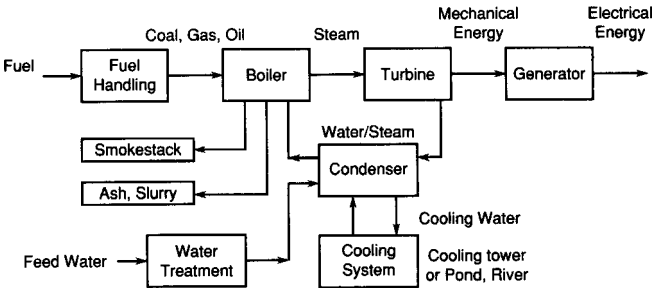 Mechanical
Energy
Electrical
Energy
Coal, Gas, Oil
Steam
Fuel
Fuel
Handling
Boiler
Turbine
Generator
Water/Steam
Smokestack
Condenser
Ash, Slurry
Cooling Water
Feed Water
Water
Treatment
Cooling
System
Cooling tower
or Pond, River